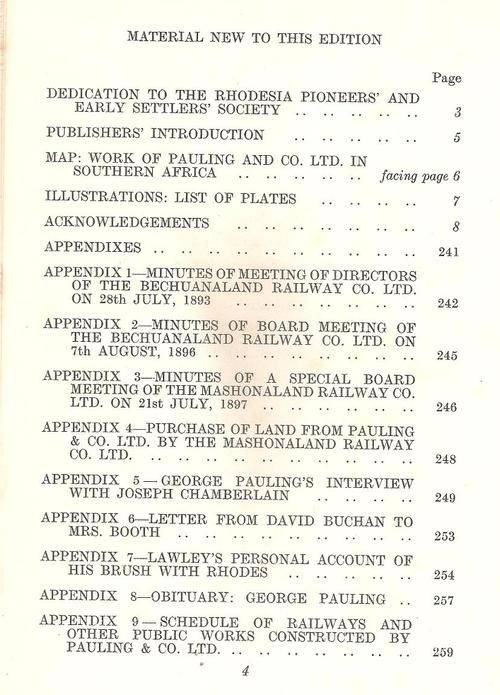 MATERIAL NEW TO THIS EDITION
Page
DEDICATION TO THE RHODESIA PIONEERS' AND
EARLY SETTLERS' SOCIETY .. .. .. .. .. 3
PUBLISHERS' INTRODUCTION .. .. .. .. .. 5
MAP: WORK OF PAULING AND CO. LTD. IN
SOUTHERN AFRICA .. .. .. .. .. facing page 6
ILLUSTRATIONS: LIST OF PLATES .. .. .. .. 7
ACKNOWLEDGEMENTS .. .. .. .. .. .. .. 8
APPENDIXES .. .. .. .. .. .. .. .. .. .. 241
APPENDIX 1—MINUTES OF MEETING OF DIRECTORS
OF THE BECHUANALAND RAILWAY CO. LTD.
ON 28th JULY, 1893 .. .. .. .. .. .. .. 242
APPENDIX 2—MINUTES OF BOARD MEETING OF
THE BECHUANALAND RAILWAY CO. LTD. ON
7th AUGUST, 1896 .. .. .. .. .. .. .. .. 245
APPENDIX 3—MINUTES OF A SPECIAL BOARD
MEETING OF THE MASHONALAND RAILWAY CO.
LTD. ON 21st JULY, 1897 .. .. .. .. .. .. 246
APPENDIX 4—PURCHASE OF LAND FROM PAULING
& CO. LTD. BY THE MASHONALAND RAILWAY
CO. LTD. .. .. .. .. .. .. .. .. .. .. 248
APPENDIX 5—GEORGE PAULING'S INTERVIEW
WITH JOSEPH CHAMBERLAIN .. .. .. .. 249
APPENDIX 6—LETTER FROM DAVID BUCHAN TO
MRS. BOOTH .. .. .. .. .. .. .. .. .. 253
APPENDIX 7—LAWLEY'S PERSONAL ACCOUNT OF
HIS BRUSH WITH RHODES .. .. .. .. .. 254
APPENDIX 8—OBITUARY: GEORGE PAULING .. 257
APPENDIX 9—SCHEDULE OF RAILWAYS AND
OTHER PUBLIC WORKS CONSTRUCTED BY
PAULING & CO. LTD. .. .. .. .. .. .. .. 259
4